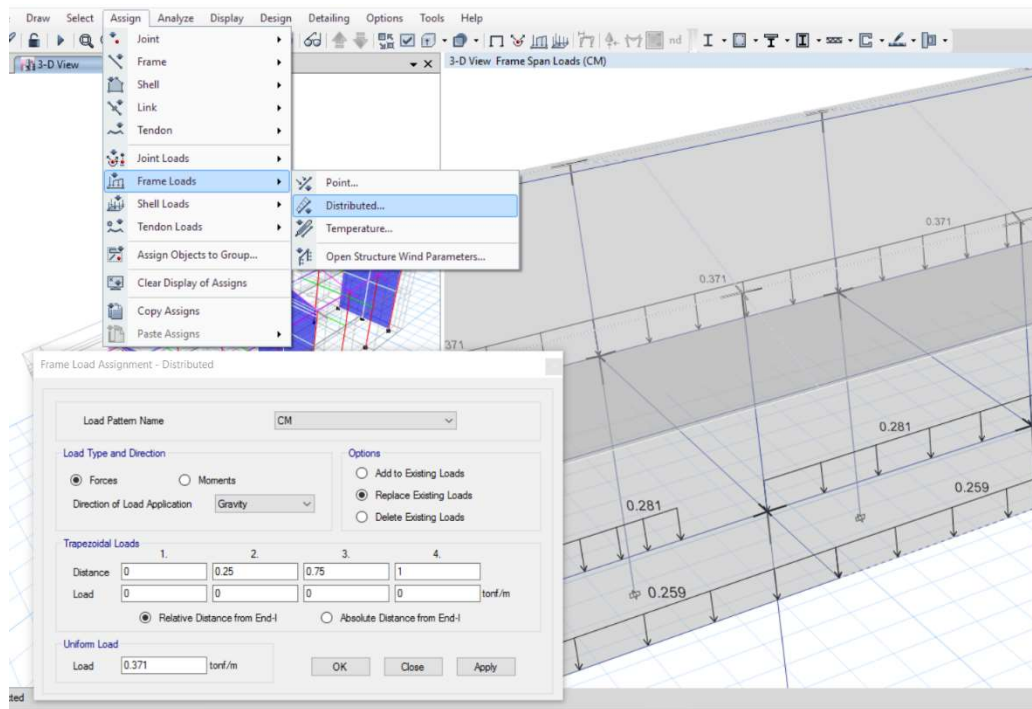 Draw Select Assign Analyze Display Design Detailing Options Tools Help
nd
3-D View
3-D View Frame Span Loads (CM)
Joint
Frame
Shell
Link
Tendon
Joint Loads
Frame Loads
Shell Loads
Tendon Loads
Assign Objects to Group...
Clear Display of Assigns
Copy Assigns
Paste Assigns
Point...
Distributed...
Temperature...
Open Structure Wind Parameters...
0.371
0.371
371
0.281
0.259
0.281
0.259
Frame Load Assignment - Distributed
Load Pattern Name CM
Load Type and Direction
Forces Moments
Direction of Load Application Gravity
Options
Add to Existing Loads
Replace Existing Loads
Delete Existing Loads
Trapezoidal Loads
1. 2. 3. 4.
Distance 0 0.25 0.75 1
Load 0 0 0 0 tonf/m
Relative Distance from End-I Absolute Distance from End-I
Uniform Load
Load 0.371 tonf/m
OK Close Apply
cted